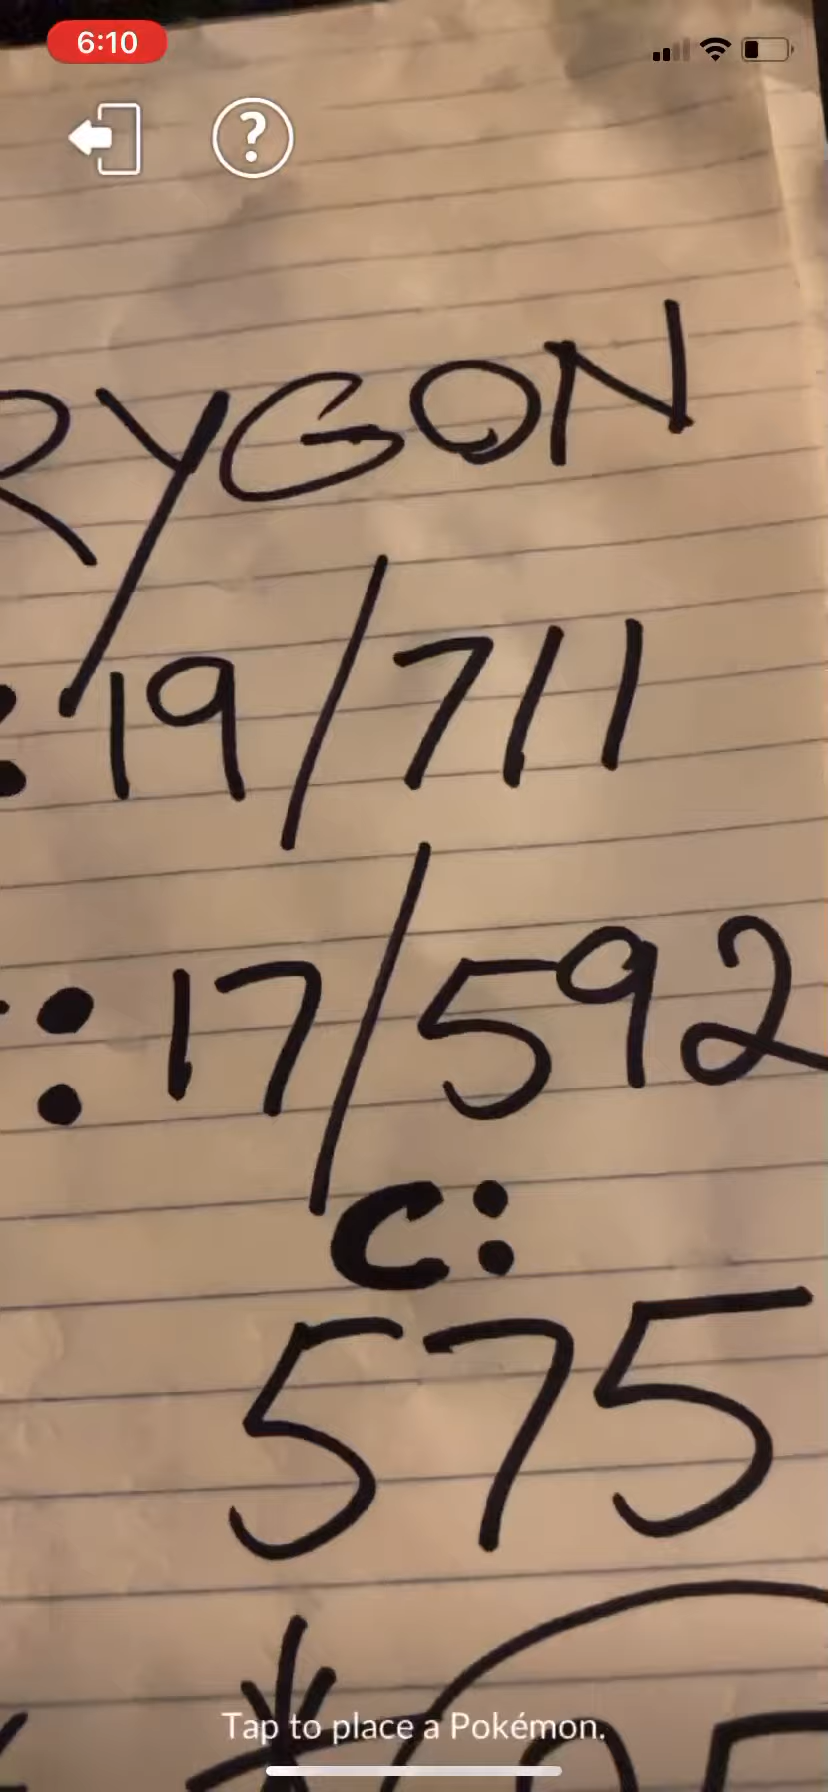 6:10
?
RYGON
: 19/711
: 17/592
C:
575
*
Tap to place a Pokémon.